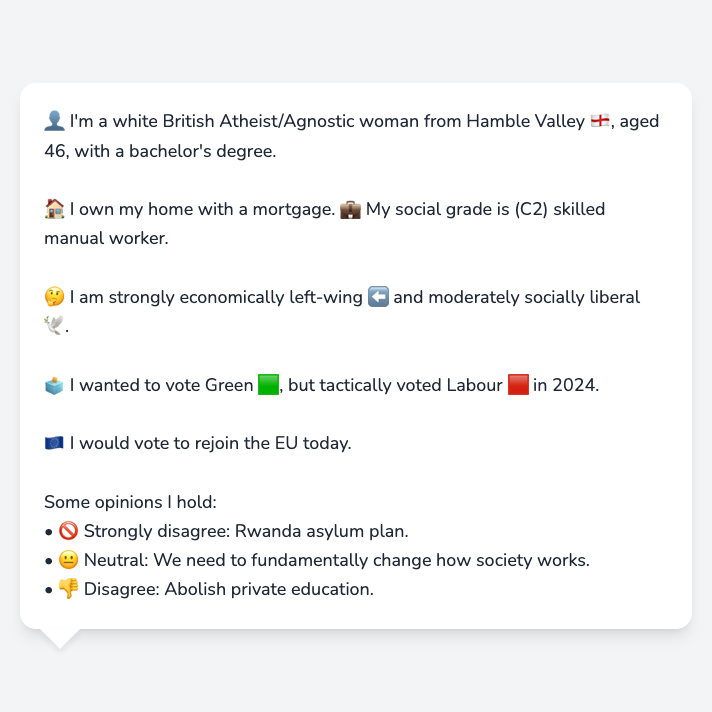 👤 I'm a white British Atheist/Agnostic woman from Hamble Valley 🏴󠁧󠁢󠁥󠁮󠁧󠁿, aged
46, with a bachelor's degree.
🏠 I own my home with a mortgage. 💼 My social grade is (C2) skilled
manual worker.
🤔 I am strongly economically left-wing ⬅️ and moderately socially liberal
🕊️.
🗳️ I wanted to vote Green 🟩, but tactically voted Labour 🟥 in 2024.
🇪🇺 I would vote to rejoin the EU today.
Some opinions I hold:
• 🚫 Strongly disagree: Rwanda asylum plan.
• 😐 Neutral: We need to fundamentally change how society works.
• 👎 Disagree: Abolish private education.